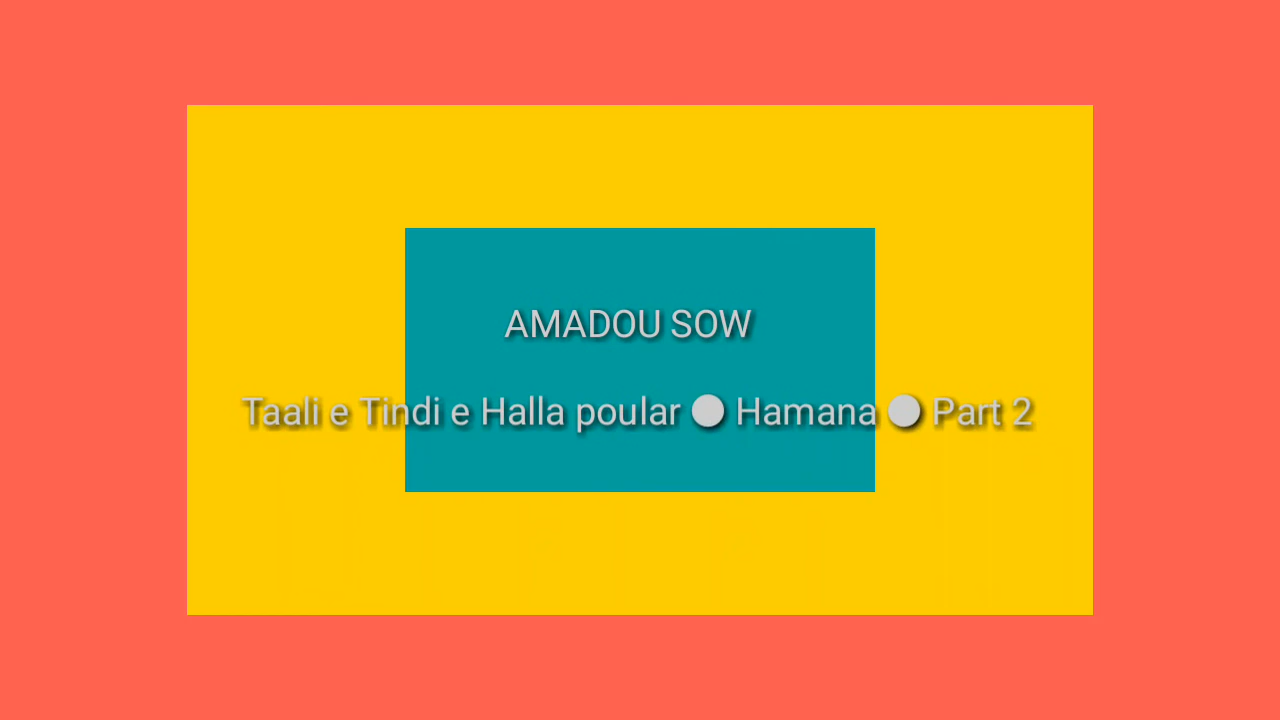 AMADOU SOW
Taali e Tindi e Halla poular ● Hamana ● Part 2